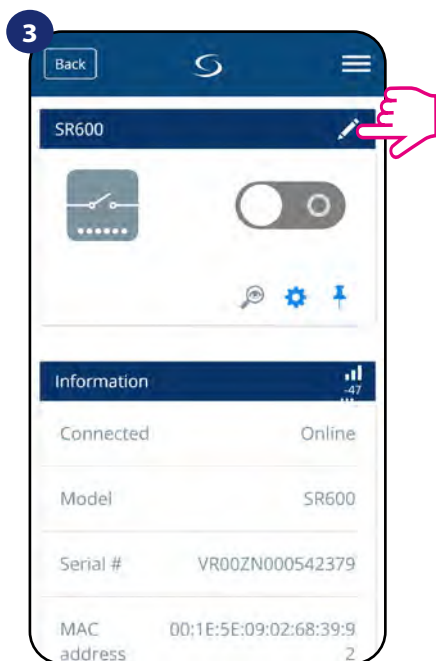 3
Back
SR600
Information
-47
Connected Online
Model SR600
Serial # VR00ZN000542379
MAC 00:1E:5E:09:02:68:39:9
address 2